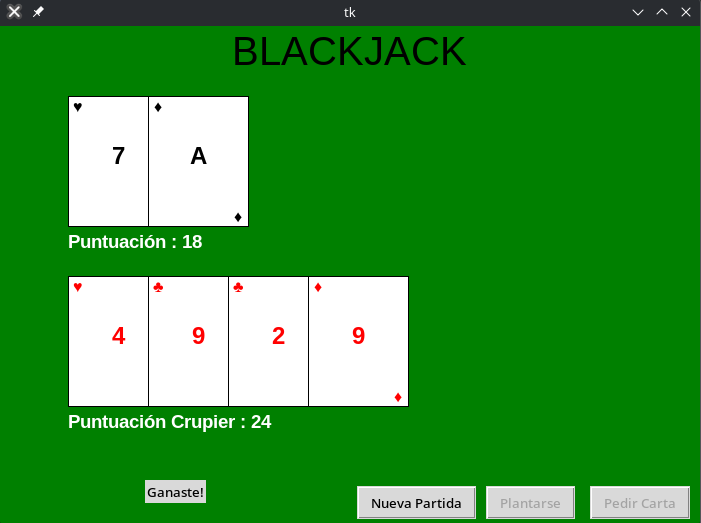 tk
BLACKJACK
♥ ♦
7 A
♦
Puntuación : 18
♥ ♣ ♣ ♦
4 9 2 9
♦
Puntuación Crupier : 24
Ganaste!
Nueva Partida Plantarse Pedir Carta